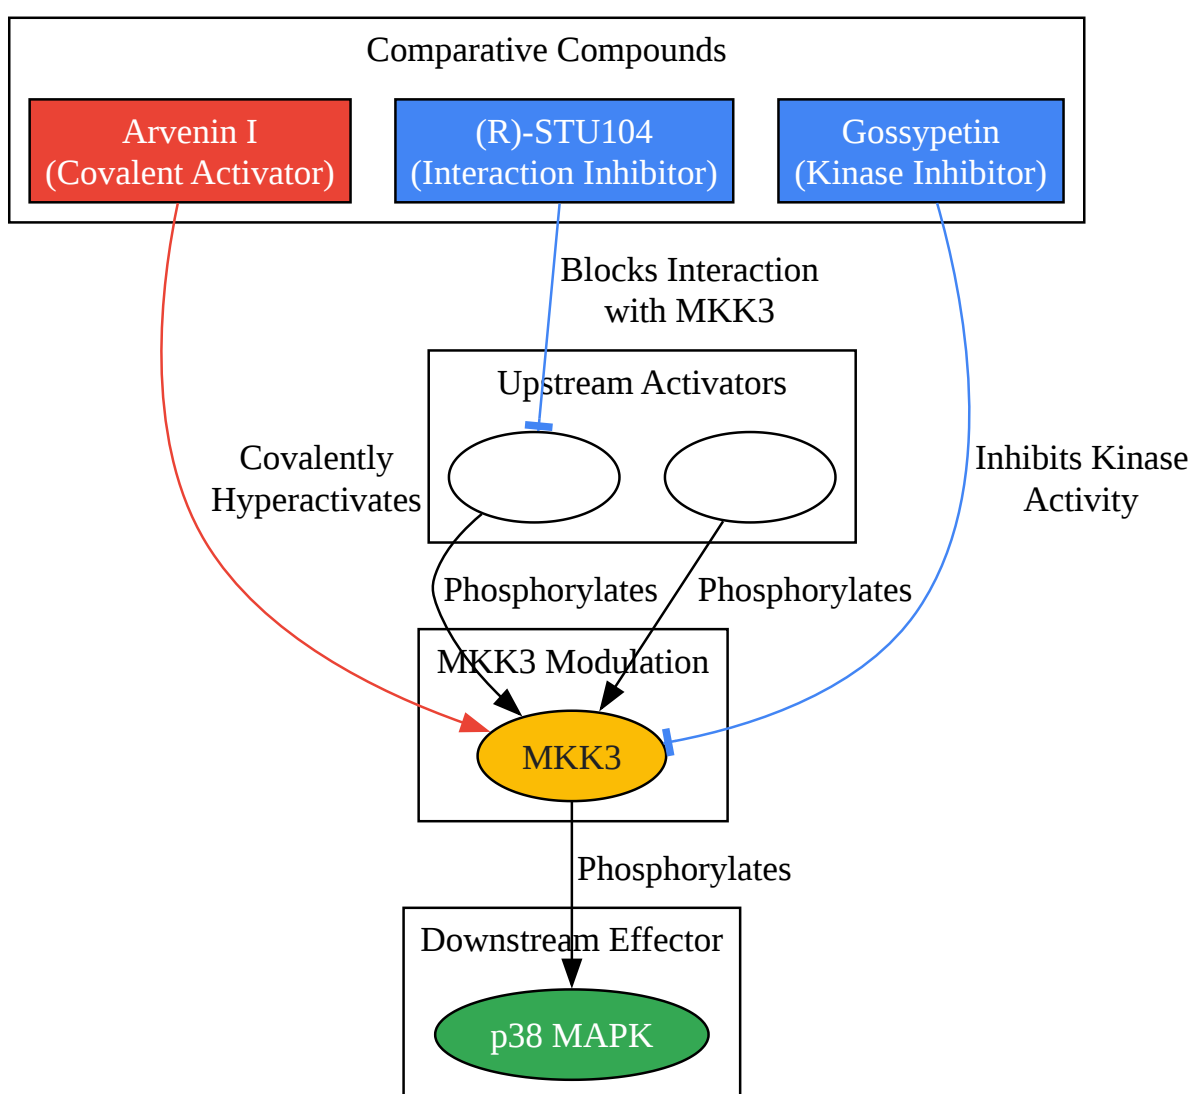 Comparative Compounds
Arvenin I
(Covalent Activator)
(R)-STU104
(Interaction Inhibitor)
Gossypetin
(Kinase Inhibitor)
Blocks Interaction
with MKK3
Upstream Activators
Covalently
Hyperactivates
Inhibits Kinase
Activity
Phosphorylates
Phosphorylates
MKK3 Modulation
MKK3
Phosphorylates
Downstream Effector
p38 MAPK